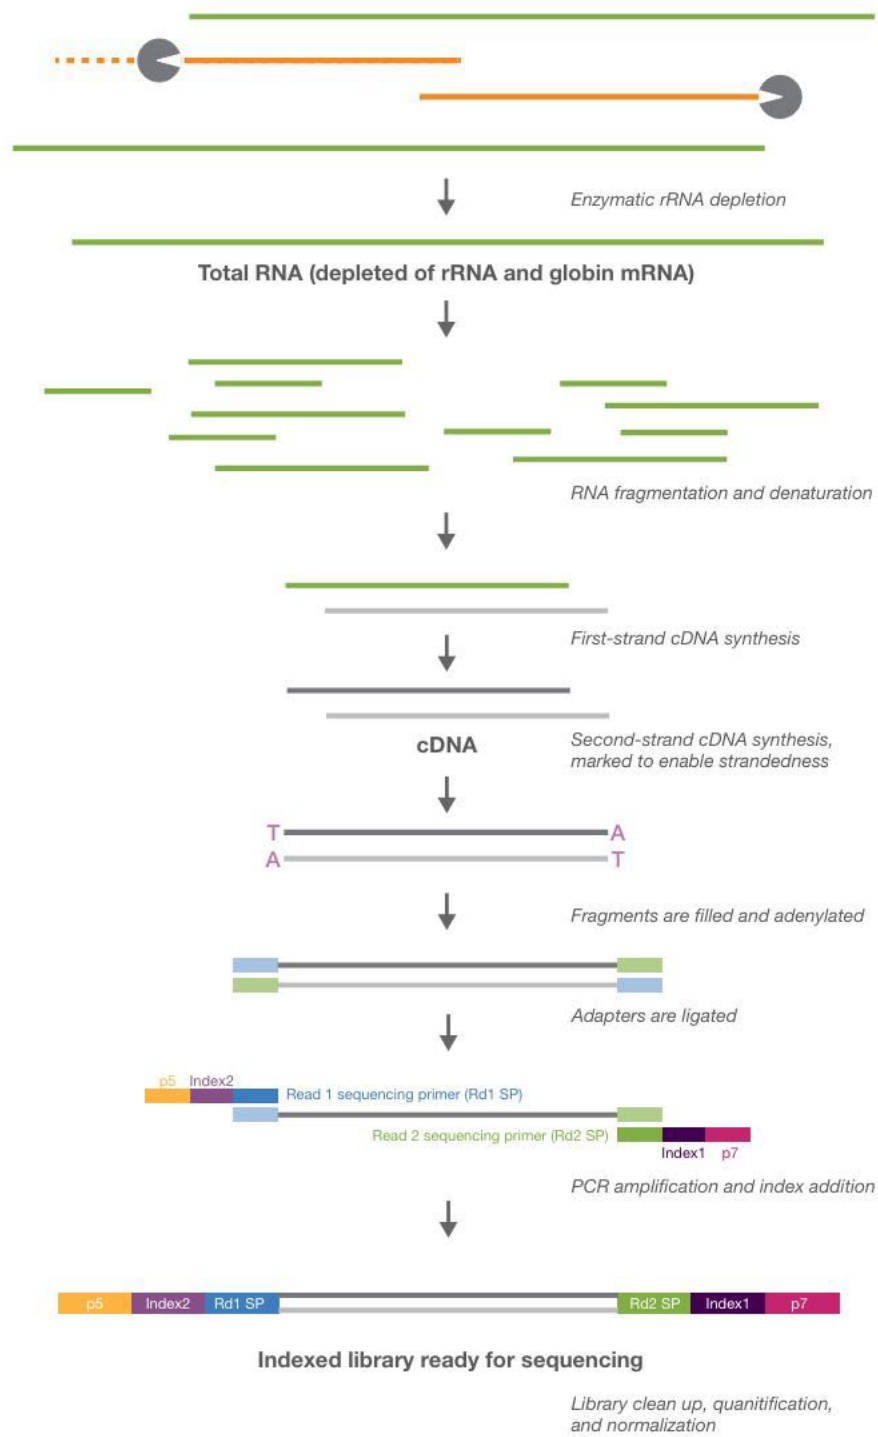 Enzymatic rRNA depletion
Total RNA (depleted of rRNA and globin mRNA)
RNA fragmentation and denaturation
First-strand cDNA synthesis
cDNA
Second-strand cDNA synthesis,
marked to enable strandedness
T A
A T
Fragments are filled and adenylated
Adapters are ligated
p5 Index2
Read 1 sequencing primer (Rd1 SP)
Read 2 sequencing primer (Rd2 SP)
Index1 p7
PCR amplification and index addition
p5 Index2 Rd1 SP Rd2 SP Index1 p7
Indexed library ready for sequencing
Library clean up, quanitification,
and normalization